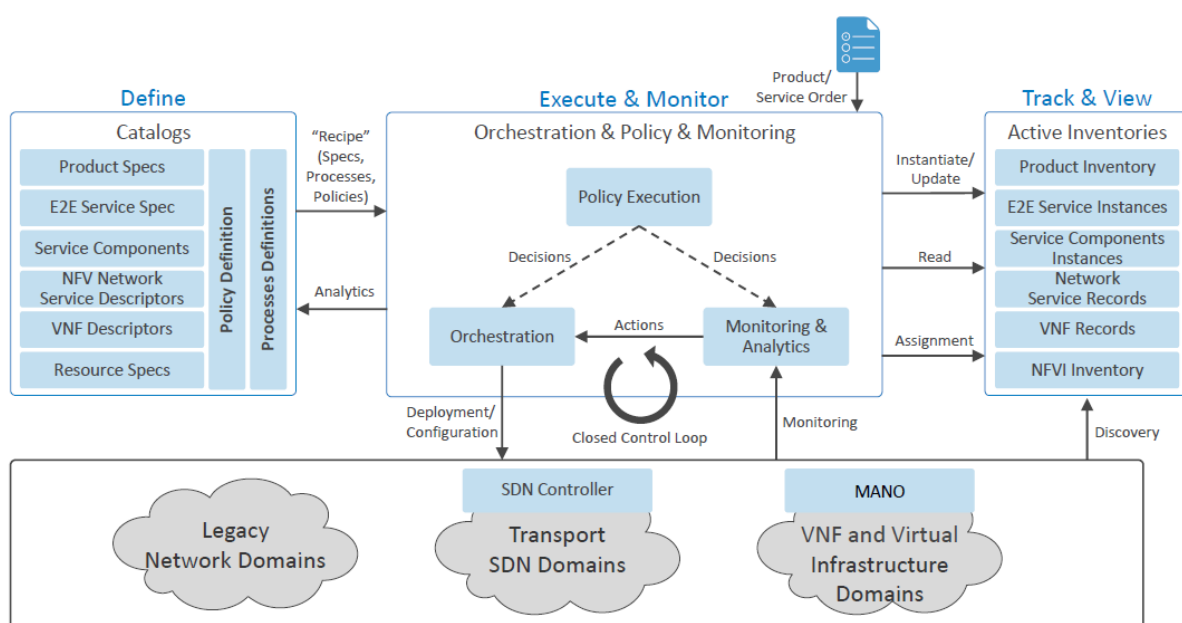 Product/
Service Order
Define
Execute & Monitor
Track & View
Catalogs
Product Specs
E2E Service Spec
Service Components
NFV Network
Service Descriptors
VNF Descriptors
Resource Specs
Policy Definition
Processes Definitions
“Recipe”
(Specs,
Processes,
Policies)
Analytics
Orchestration & Policy & Monitoring
Policy Execution
Decisions
Decisions
Orchestration
Actions
Monitoring &
Analytics
Closed Control Loop
Deployment/
Configuration
Monitoring
Instantiate/
Update
Read
Assignment
Active Inventories
Product Inventory
E2E Service Instances
Service Components
Instances
Network
Service Records
VNF Records
NFVI Inventory
Discovery
Legacy
Network Domains
SDN Controller
Transport
SDN Domains
MANO
VNF and Virtual
Infrastructure
Domains